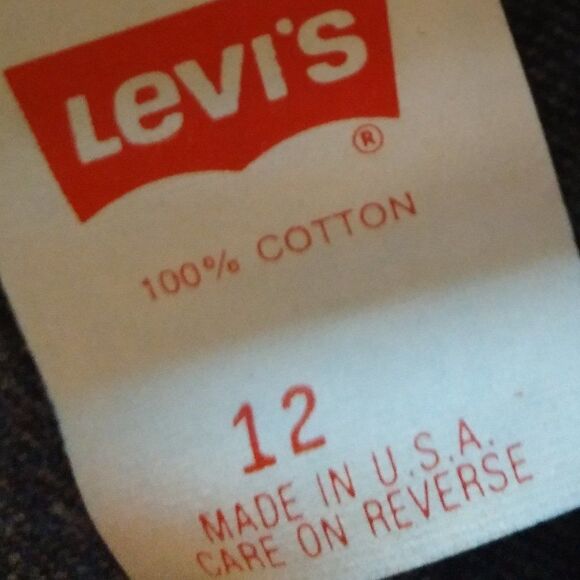 Levi's
®
100% COTTON
12
MADE IN U.S.A.
CARE ON REVERSE